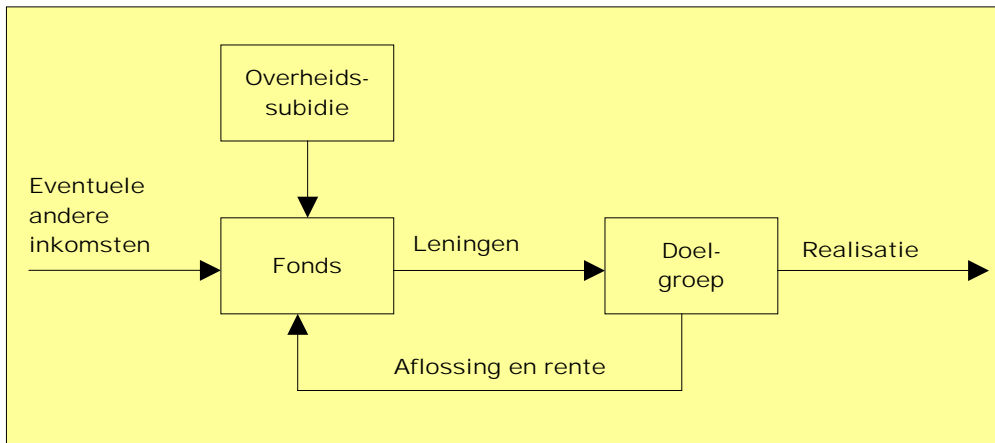 Overheids-
subidie
Eventuele
andere
inkomsten
Fonds
Leningen
Doel-
groep
Realisatie
Aflossing en rente